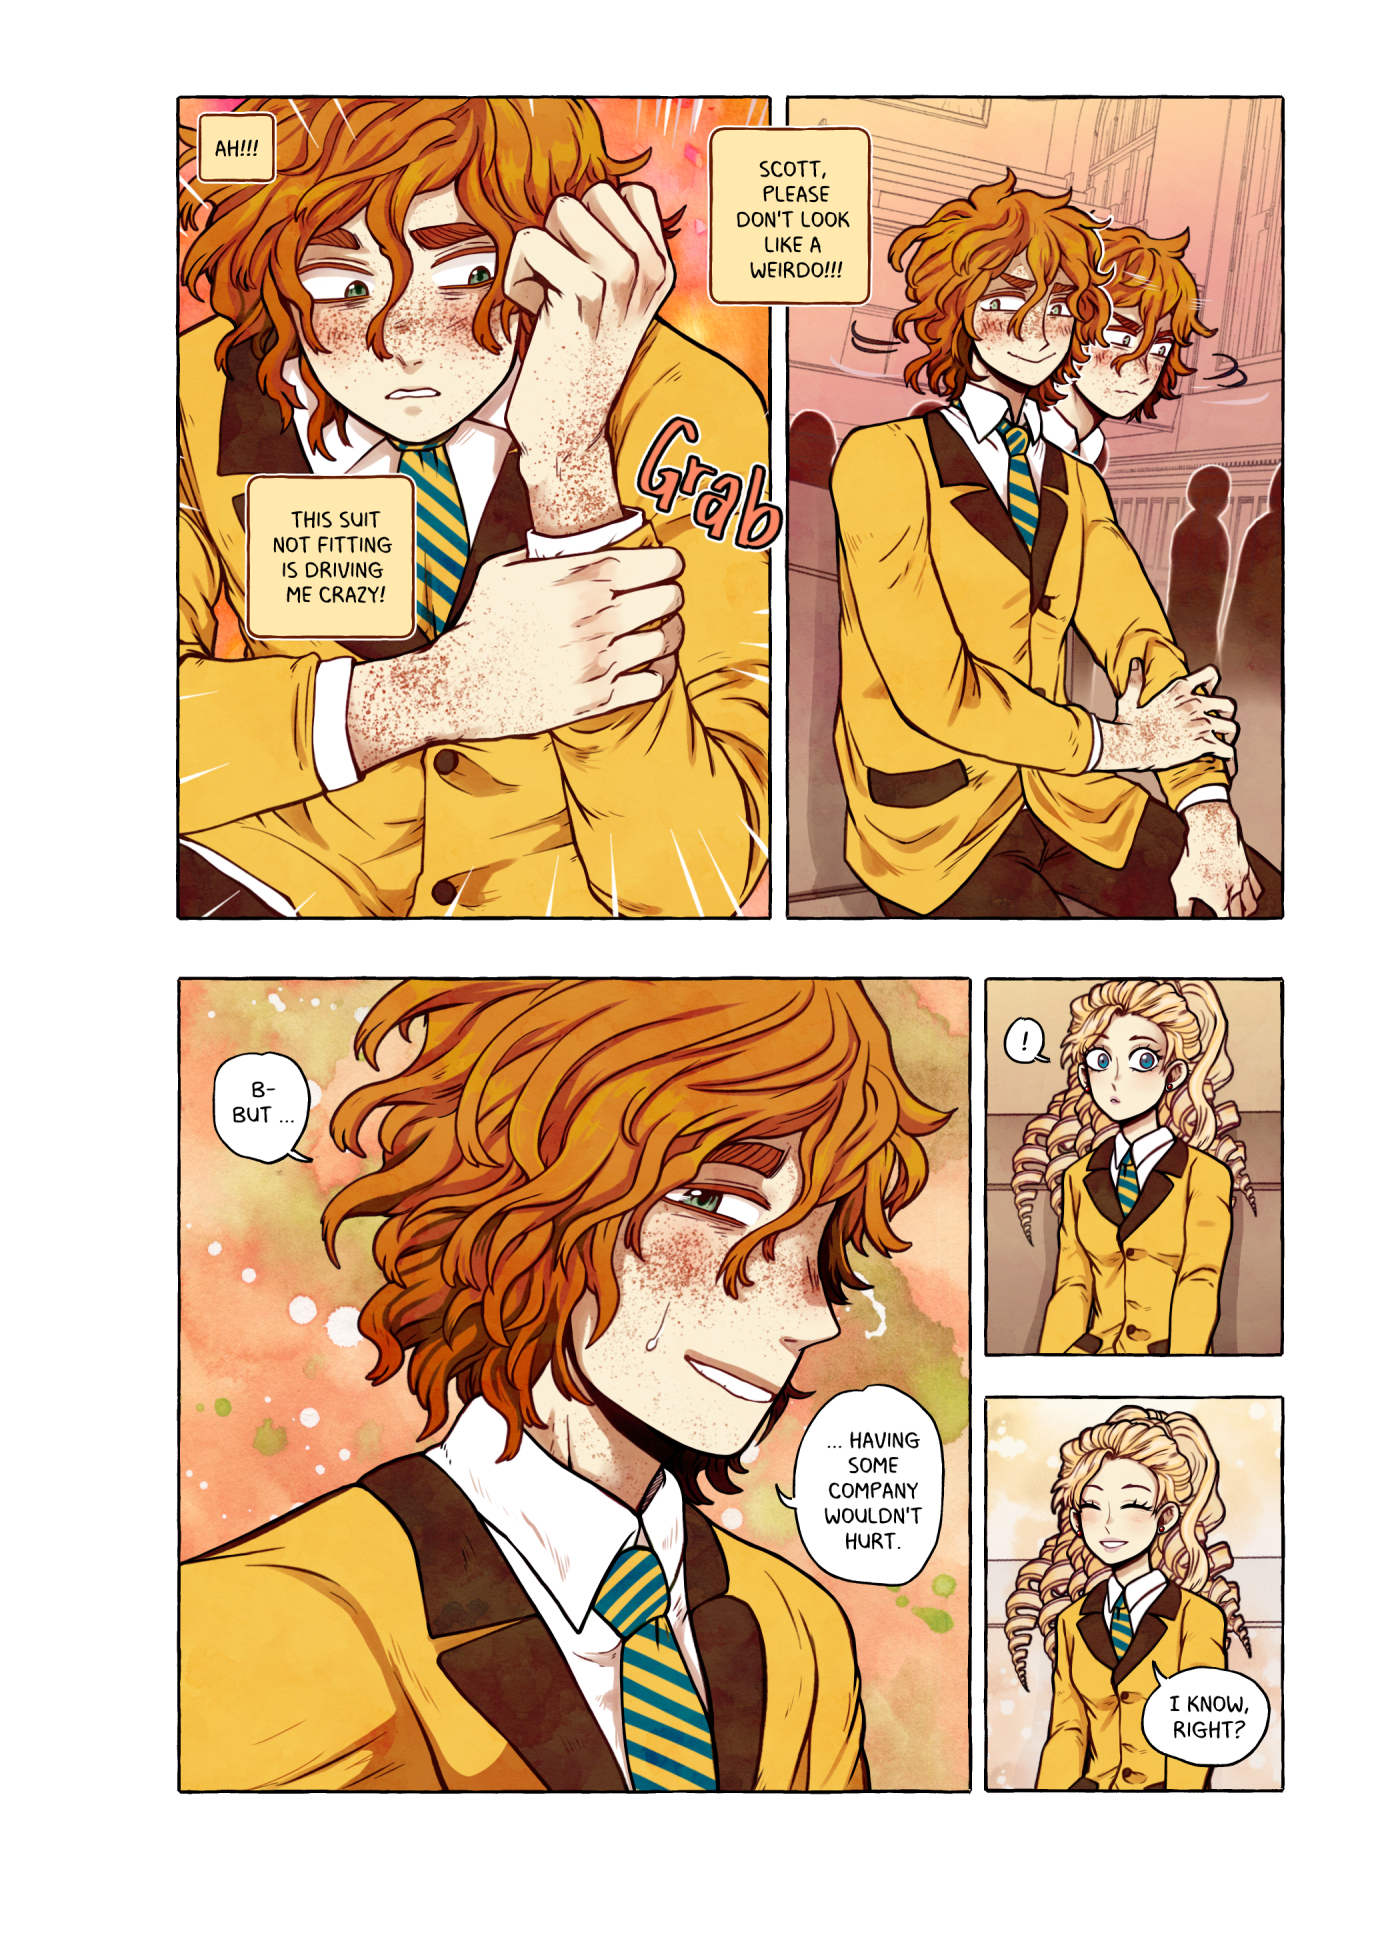 AH!!!
THIS SUIT
NOT FITTING
IS DRIVING
ME CRAZY!
Grab
SCOTT,
PLEASE
DON'T LOOK
LIKE A
WEIRDO!!!
B-
BUT ...
... HAVING
SOME
COMPANY
WOULDN'T
HURT.
!
I KNOW,
RIGHT?